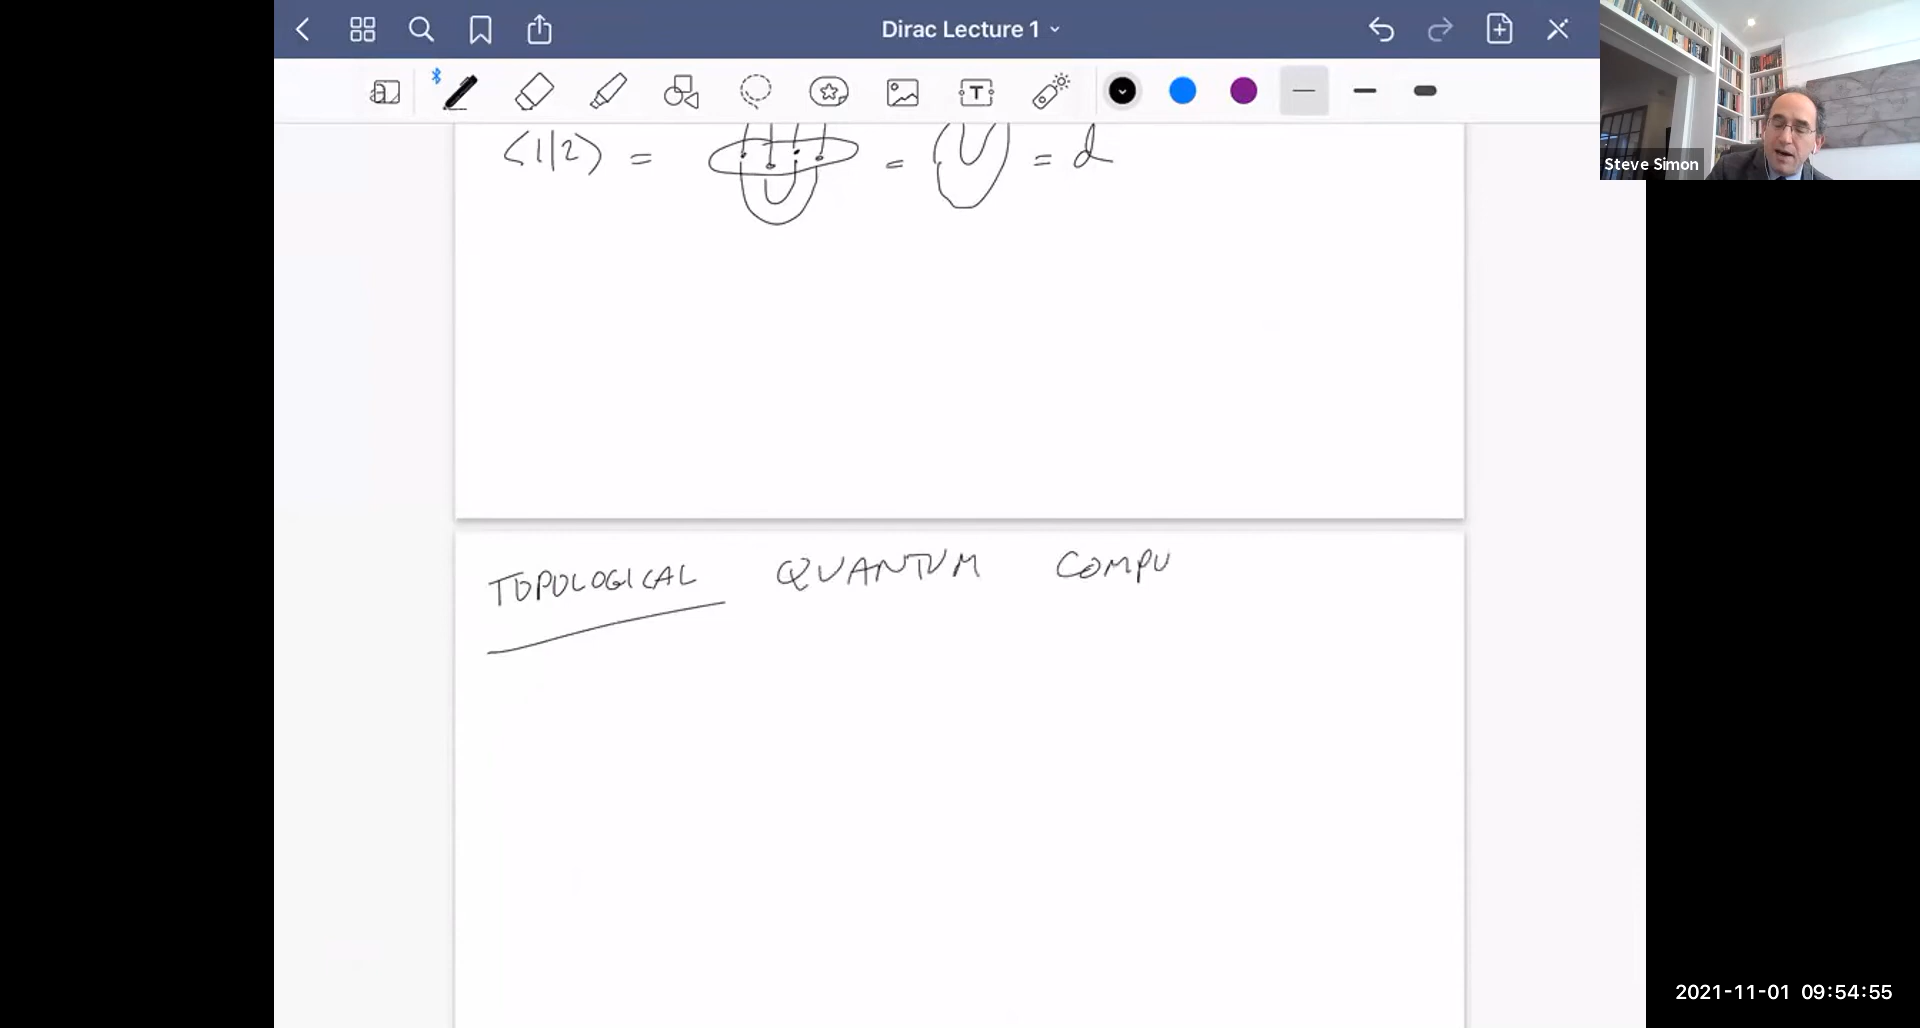 Dirac Lecture 1
T
Steve Simon
<1|2> = = = d
TOPOLOGICAL QUANTUM COMPU
2021-11-01 09:54:55